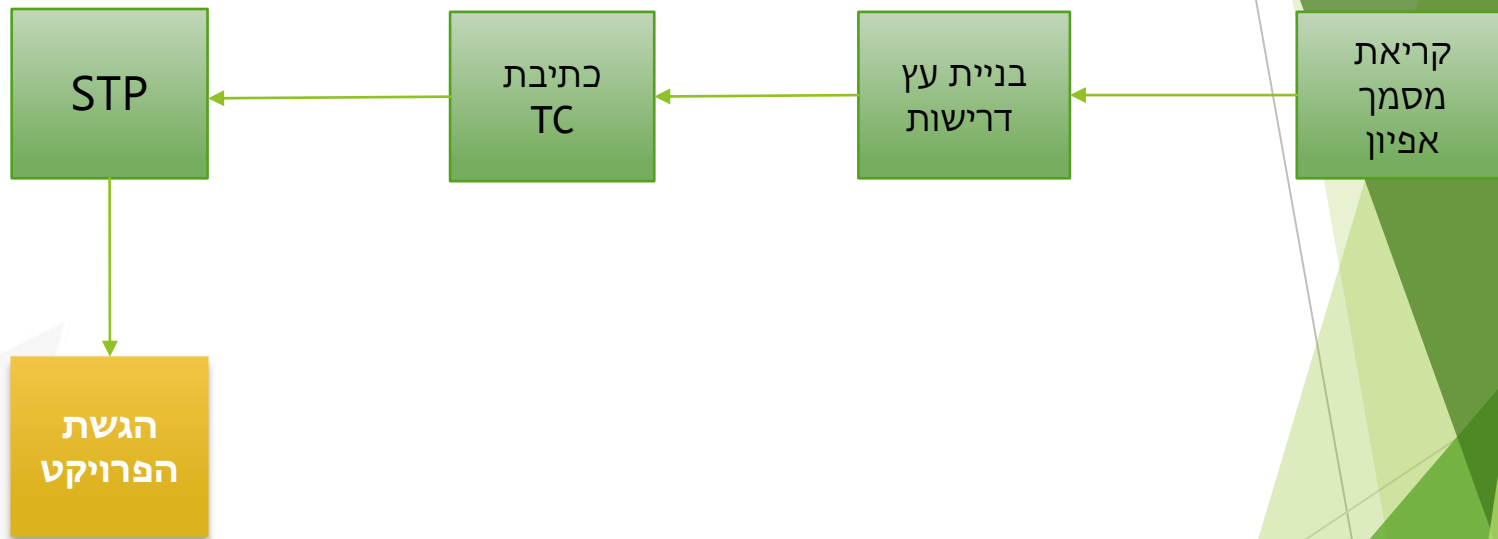 קריאת
מסמך
אפיון
בניית עץ
דרישות
כתיבת
TC
STP
הגשת
הפרויקט